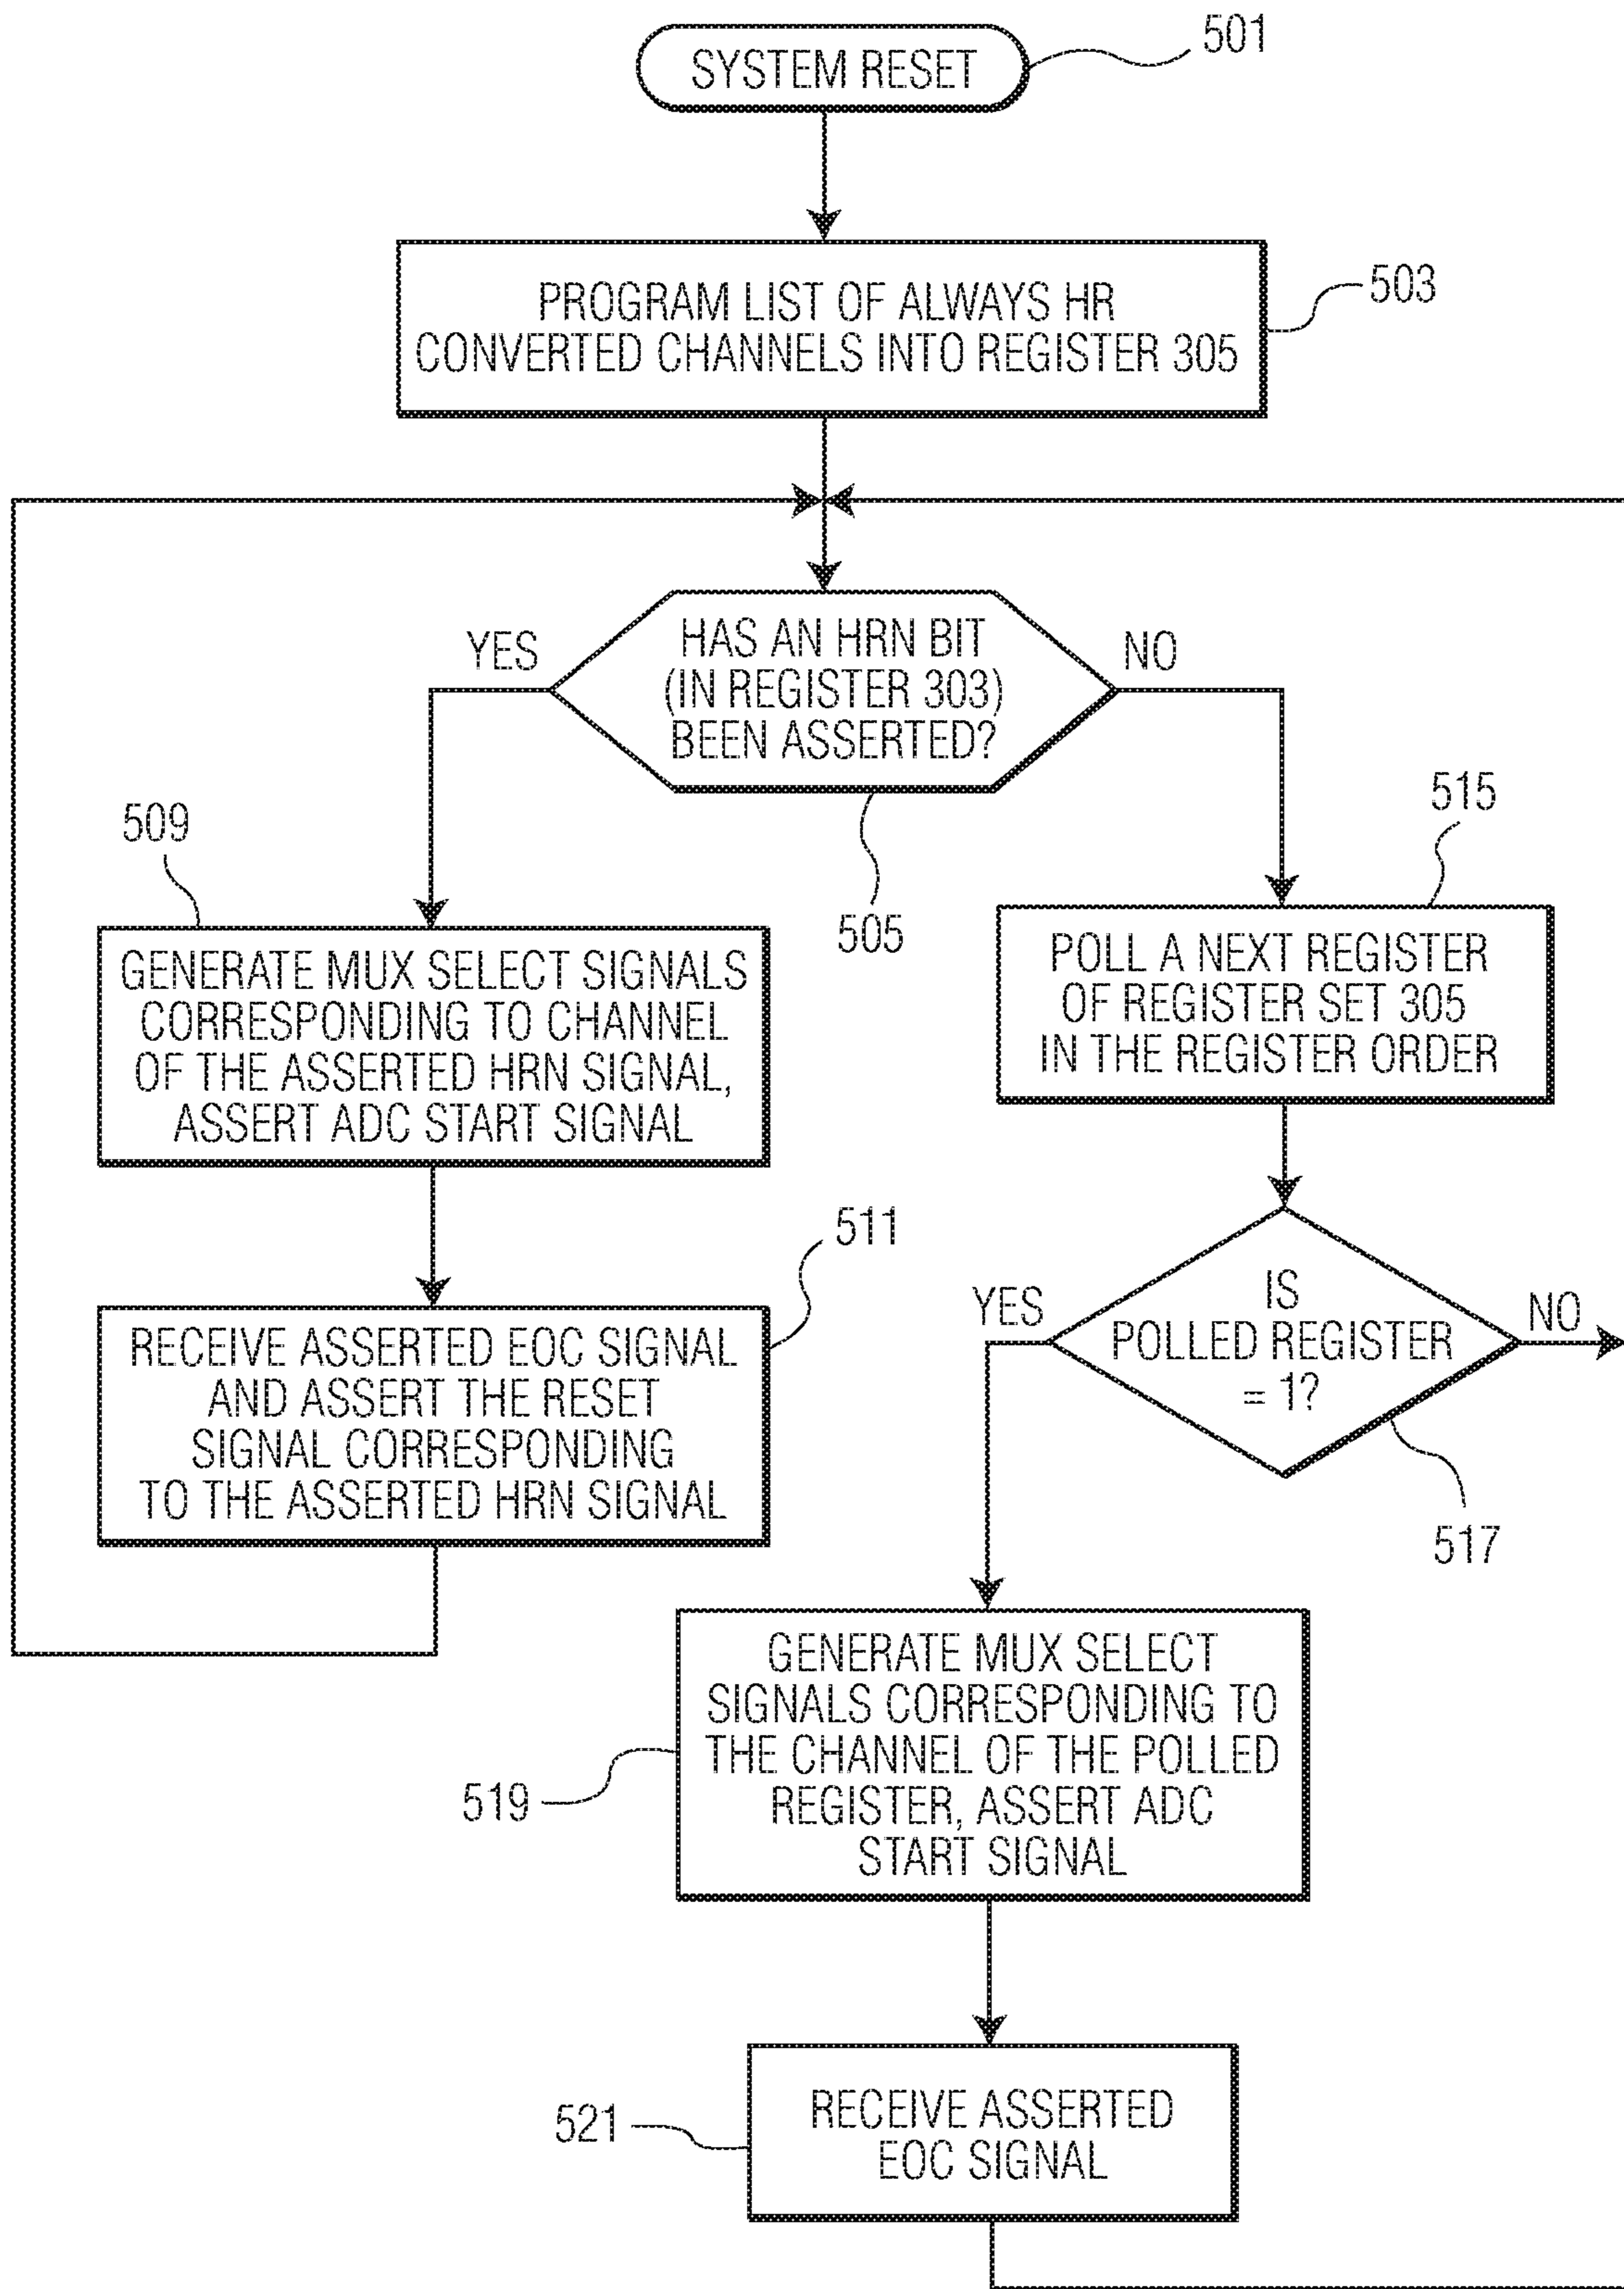 SYSTEM RESET
501
PROGRAM LIST OF ALWAYS HR
CONVERTED CHANNELS INTO REGISTER 305
503
HAS AN HRN BIT
(IN REGISTER 303)
BEEN ASSERTED?
YES
NO
505
509
GENERATE MUX SELECT SIGNALS
CORRESPONDING TO CHANNEL
OF THE ASSERTED HRN SIGNAL,
ASSERT ADC START SIGNAL
515
POLL A NEXT REGISTER
OF REGISTER SET 305
IN THE REGISTER ORDER
511
RECEIVE ASSERTED EOC SIGNAL
AND ASSERT THE RESET
SIGNAL CORRESPONDING
TO THE ASSERTED HRN SIGNAL
YES
IS
POLLED REGISTER
= 1?
NO
517
GENERATE MUX SELECT
SIGNALS CORRESPONDING TO
THE CHANNEL OF THE POLLED
REGISTER, ASSERT ADC
START SIGNAL
519
RECEIVE ASSERTED
EOC SIGNAL
521